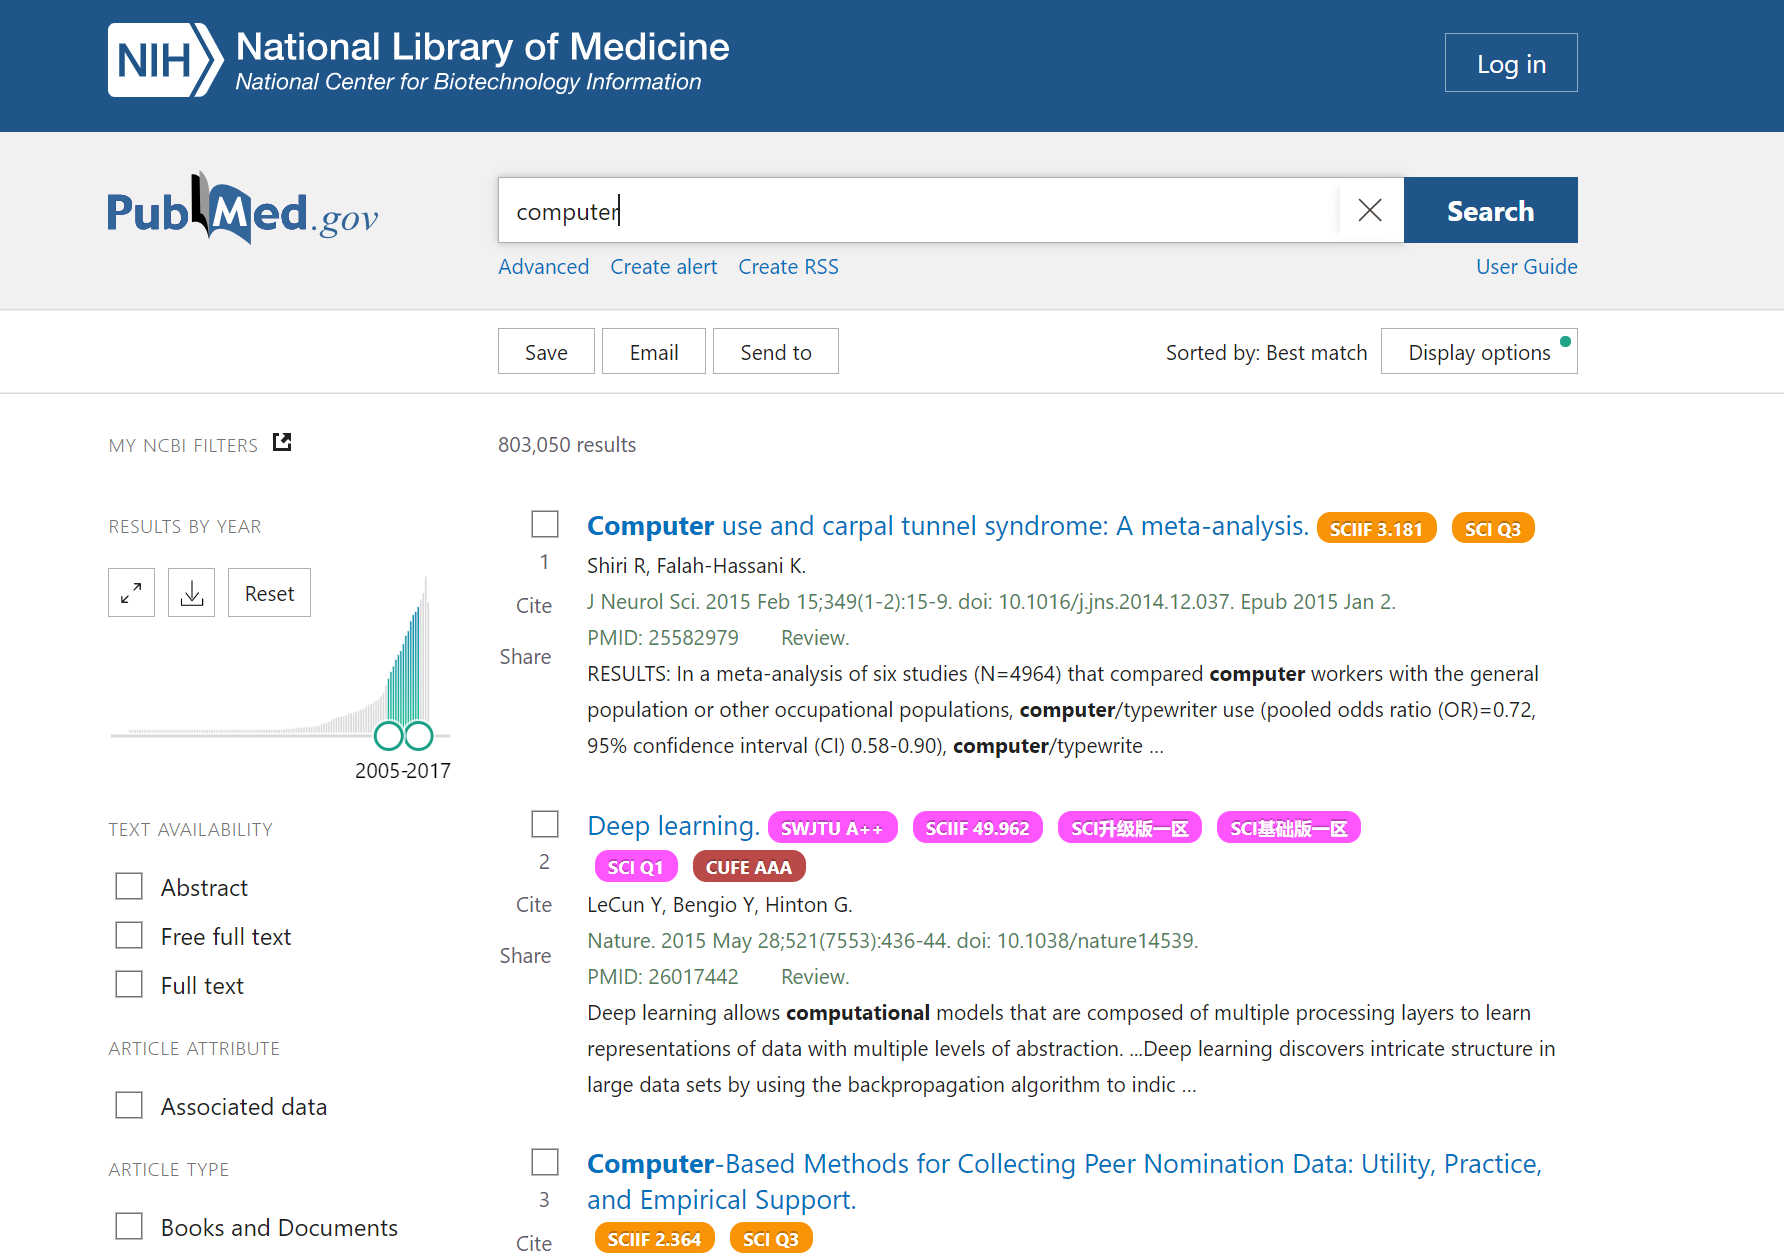 NIH National Library of Medicine
National Center for Biotechnology Information
Log in
PubMed.gov
computer
Search
Advanced Create alert Create RSS
User Guide
Save Email Send to
Sorted by: Best match Display options
MY NCBI FILTERS
803,050 results
RESULTS BY YEAR
Reset
2005-2017
TEXT AVAILABILITY
Abstract
Free full text
Full text
ARTICLE ATTRIBUTE
Associated data
ARTICLE TYPE
Books and Documents
Computer use and carpal tunnel syndrome: A meta-analysis. SCIIF 3.181 SCI Q3
1
Shiri R, Falah-Hassani K.
Cite
J Neurol Sci. 2015 Feb 15;349(1-2):15-9. doi: 10.1016/j.jns.2014.12.037. Epub 2015 Jan 2.
PMID: 25582979 Review.
Share
RESULTS: In a meta-analysis of six studies (N=4964) that compared computer workers with the general
population or other occupational populations, computer/typewriter use (pooled odds ratio (OR)=0.72,
95% confidence interval (CI) 0.58-0.90), computer/typewrite ...
Deep learning. SWJTU A++ SCIIF 49.962 SCI升级版一区 SCI基础版一区
2
SCI Q1 CUFE AAA
Cite
LeCun Y, Bengio Y, Hinton G.
Nature. 2015 May 28;521(7553):436-44. doi: 10.1038/nature14539.
Share
PMID: 26017442 Review.
Deep learning allows computational models that are composed of multiple processing layers to learn
representations of data with multiple levels of abstraction. ...Deep learning discovers intricate structure in
large data sets by using the backpropagation algorithm to indic ...
Computer-Based Methods for Collecting Peer Nomination Data: Utility, Practice,
and Empirical Support.
3
SCIIF 2.364 SCI Q3
Cite